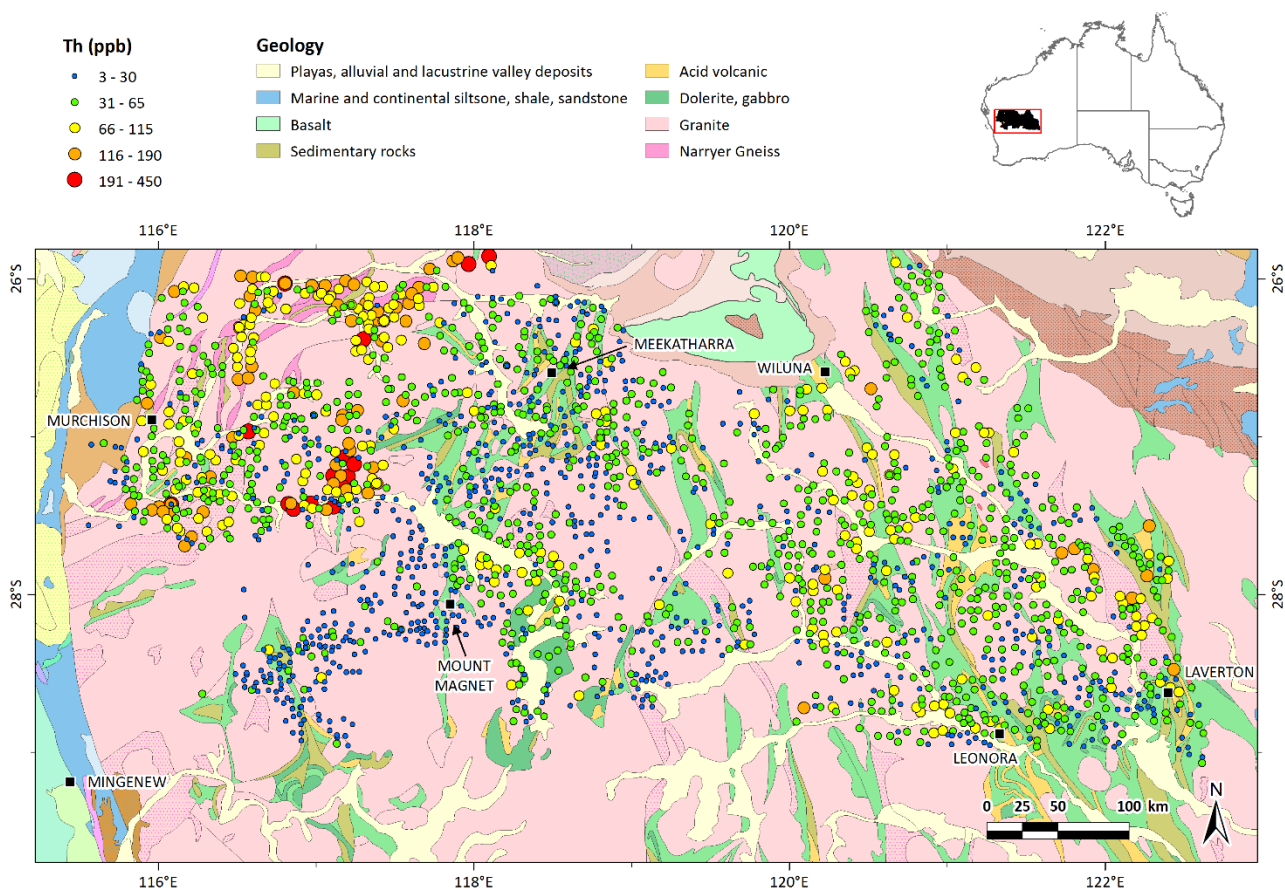 Th (ppb)
3 - 30
31 - 65
66 - 115
116 - 190
191 - 450
Geology
Playas, alluvial and lacustrine valley deposits
Marine and continental siltsone, shale, sandstone
Basalt
Sedimentary rocks
Acid volcanic
Dolerite, gabbro
Granite
Narryer Gneiss
116°E
118°E
120°E
122°E
26°S
26°S
MEEKATHARRA
WILUNA
MURCHISON
28°S
28°S
MOUNT
MAGNET
LAVERTON
LEONORA
MINGENEW
N
0 25 50 100 km
116°E
118°E
120°E
122°E